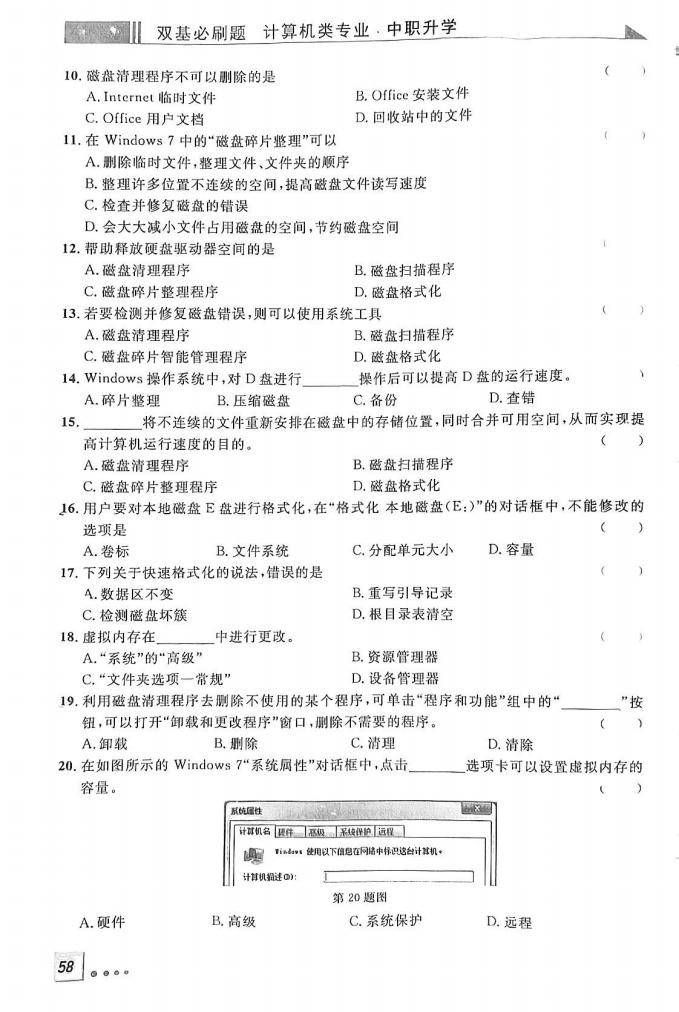 双基必刷题 计算机类专业·中职升学
10. 磁盘清理程序不可以删除的是 ( )
A. Internet 临时文件 B. Office 安装文件
C. Office 用户文档 D. 回收站中的文件
11. 在 Windows 7 中的“磁盘碎片整理”可以 ( )
A. 删除临时文件,整理文件、文件夹的顺序
B. 整理许多位置不连续的空间,提高磁盘文件读写速度
C. 检查并修复磁盘的错误
D. 会大大减小文件占用磁盘的空间,节约磁盘空间
12. 帮助释放硬盘驱动器空间的是 (
A. 磁盘清理程序 B. 磁盘扫描程序
C. 磁盘碎片整理程序 D. 磁盘格式化
13. 若要检测并修复磁盘错误,则可以使用系统工具 ( )
A. 磁盘清理程序 B. 磁盘扫描程序
C. 磁盘碎片智能管理程序 D. 磁盘格式化
14. Windows 操作系统中,对 D 盘进行______操作后可以提高 D 盘的运行速度。 )
A. 碎片整理 B. 压缩磁盘 C. 备份 D. 查错
15. ______将不连续的文件重新安排在磁盘中的存储位置,同时合并可用空间,从而实现提
高计算机运行速度的目的。 ( )
A. 磁盘清理程序 B. 磁盘扫描程序
C. 磁盘碎片整理程序 D. 磁盘格式化
16. 用户要对本地磁盘 E 盘进行格式化,在“格式化 本地磁盘(E:)”的对话框中,不能修改的
选项是 ( )
A. 卷标 B. 文件系统 C. 分配单元大小 D. 容量
17. 下列关于快速格式化的说法,错误的是 ( )
A. 数据区不变 B. 重写引导记录
C. 检测磁盘坏簇 D. 根目录表清空
18. 虚拟内存在______中进行更改。 ( )
A. “系统”的“高级” B. 资源管理器
C. “文件夹选项—常规” D. 设备管理器
19. 利用磁盘清理程序去删除不使用的某个程序,可单击“程序和功能”组中的“______”按
钮,可以打开“卸载和更改程序”窗口,删除不需要的程序。 ( )
A. 卸载 B. 删除 C. 清理 D. 清除
20. 在如图所示的 Windows 7“系统属性”对话框中,点击______选项卡可以设置虚拟内存的
容量。 ( )
系统属性
计算机名 硬件 高级 系统保护 远程
Windows 使用以下信息在网络中标识这台计算机。
计算机描述(D):
第 20 题图
A. 硬件 B. 高级 C. 系统保护 D. 远程
58